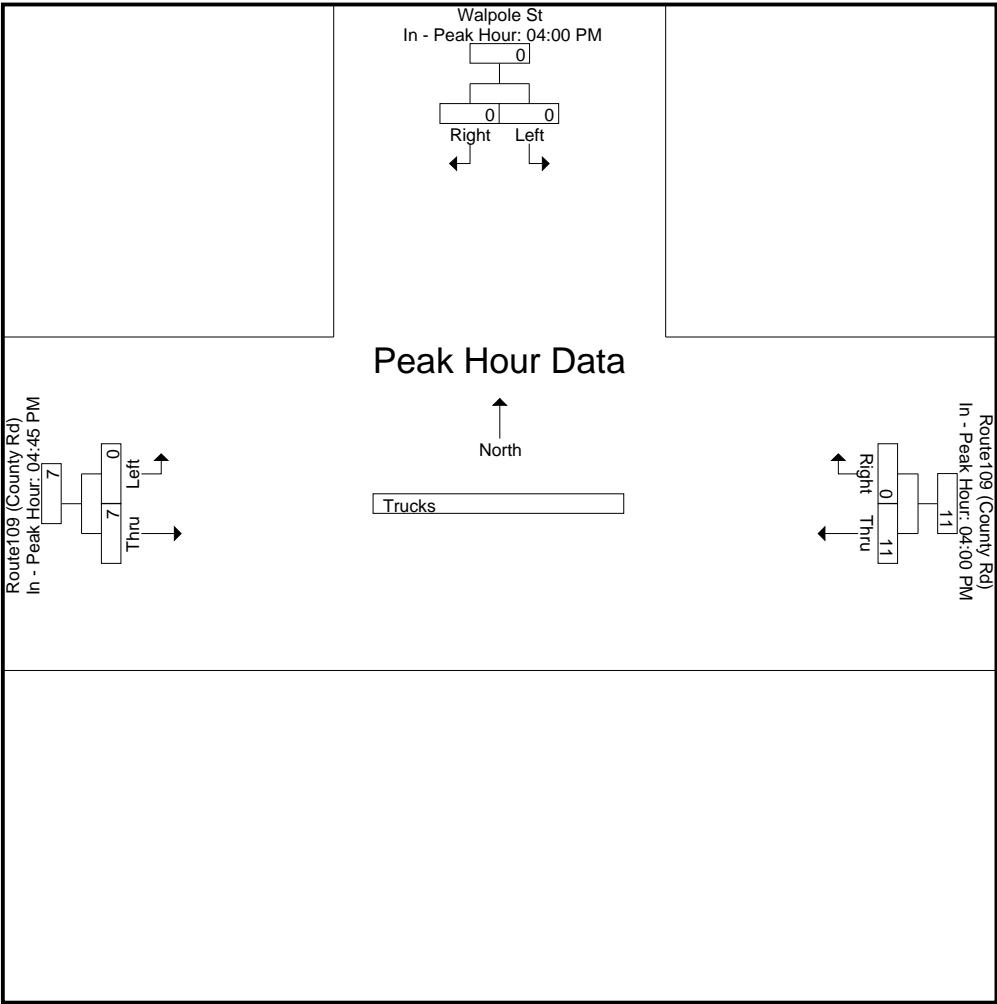 Walpole St
In - Peak Hour: 04:00 PM
0
0 0
Right Left
Peak Hour Data
North
Trucks
Route109 (County Rd)
In - Peak Hour: 04:45 PM
7
0 7
Left Thru
Route109 (County Rd)
In - Peak Hour: 04:00 PM
11
0 11
Right Thru